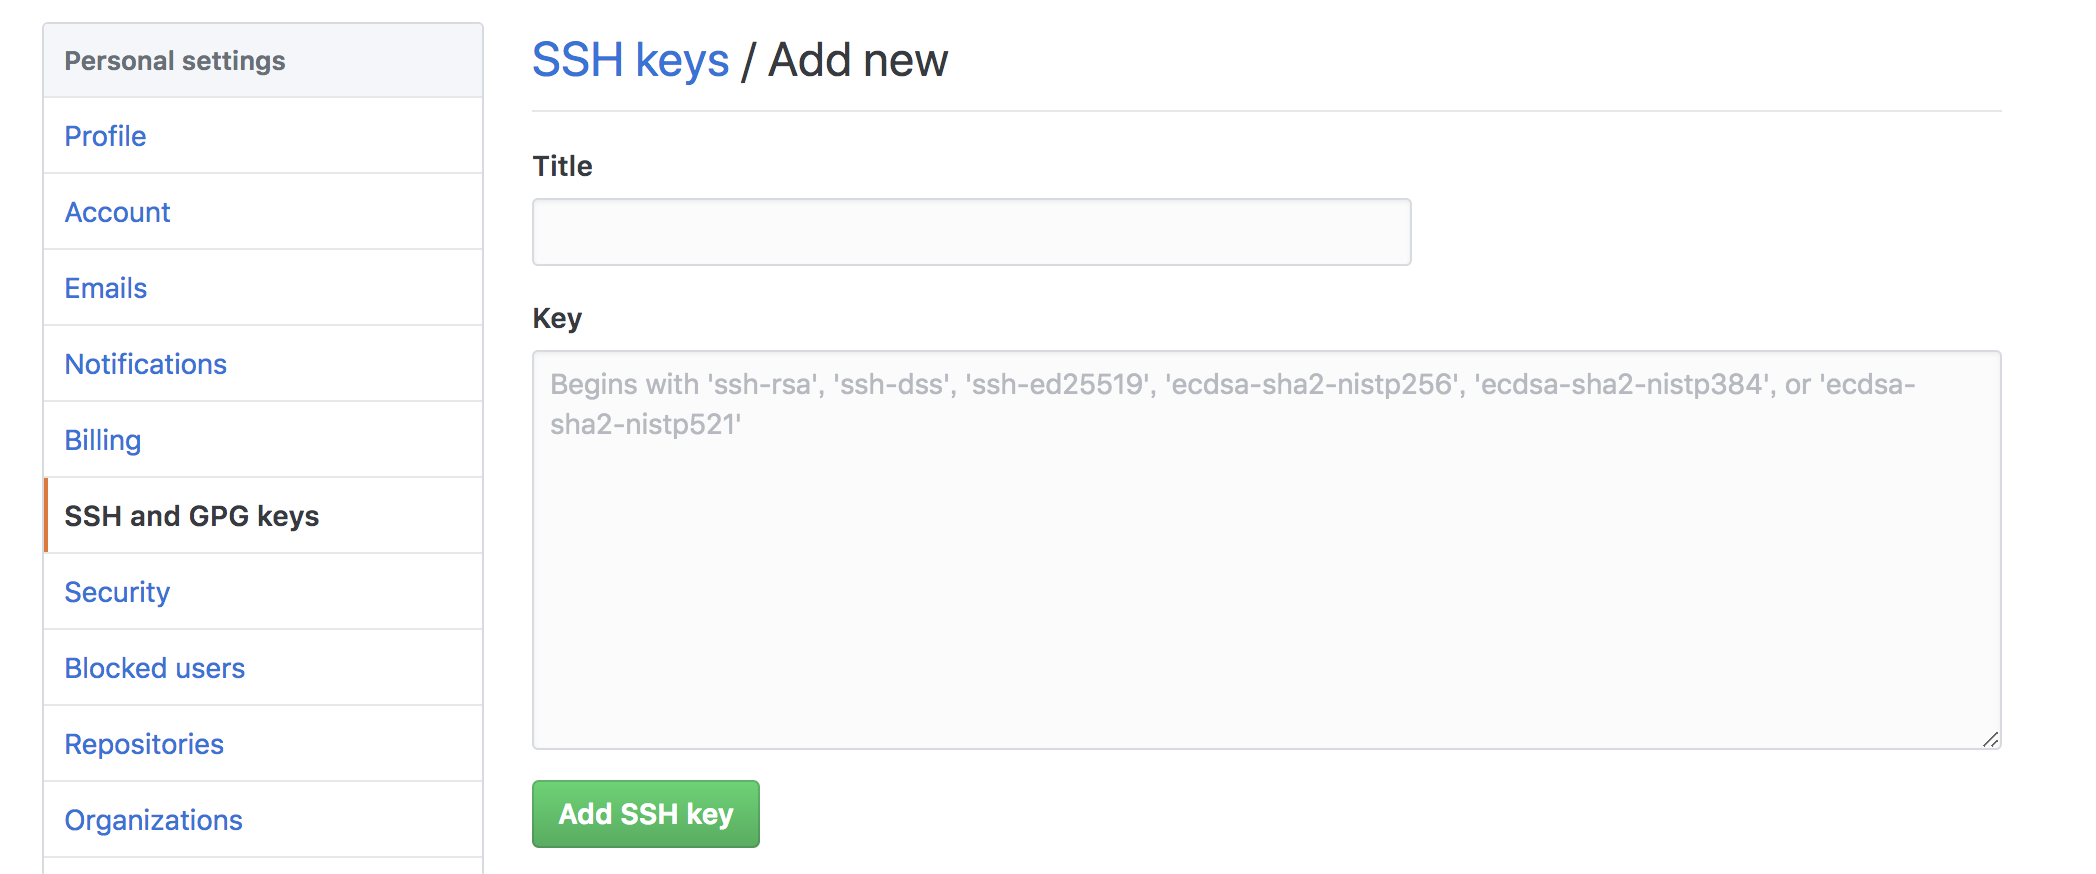 Personal settings
Profile
Account
Emails
Notifications
Billing
SSH and GPG keys
Security
Blocked users
Repositories
Organizations
SSH keys / Add new
Title
Key
Begins with 'ssh-rsa', 'ssh-dss', 'ssh-ed25519', 'ecdsa-sha2-nistp256', 'ecdsa-sha2-nistp384', or 'ecdsa-
sha2-nistp521'
Add SSH key